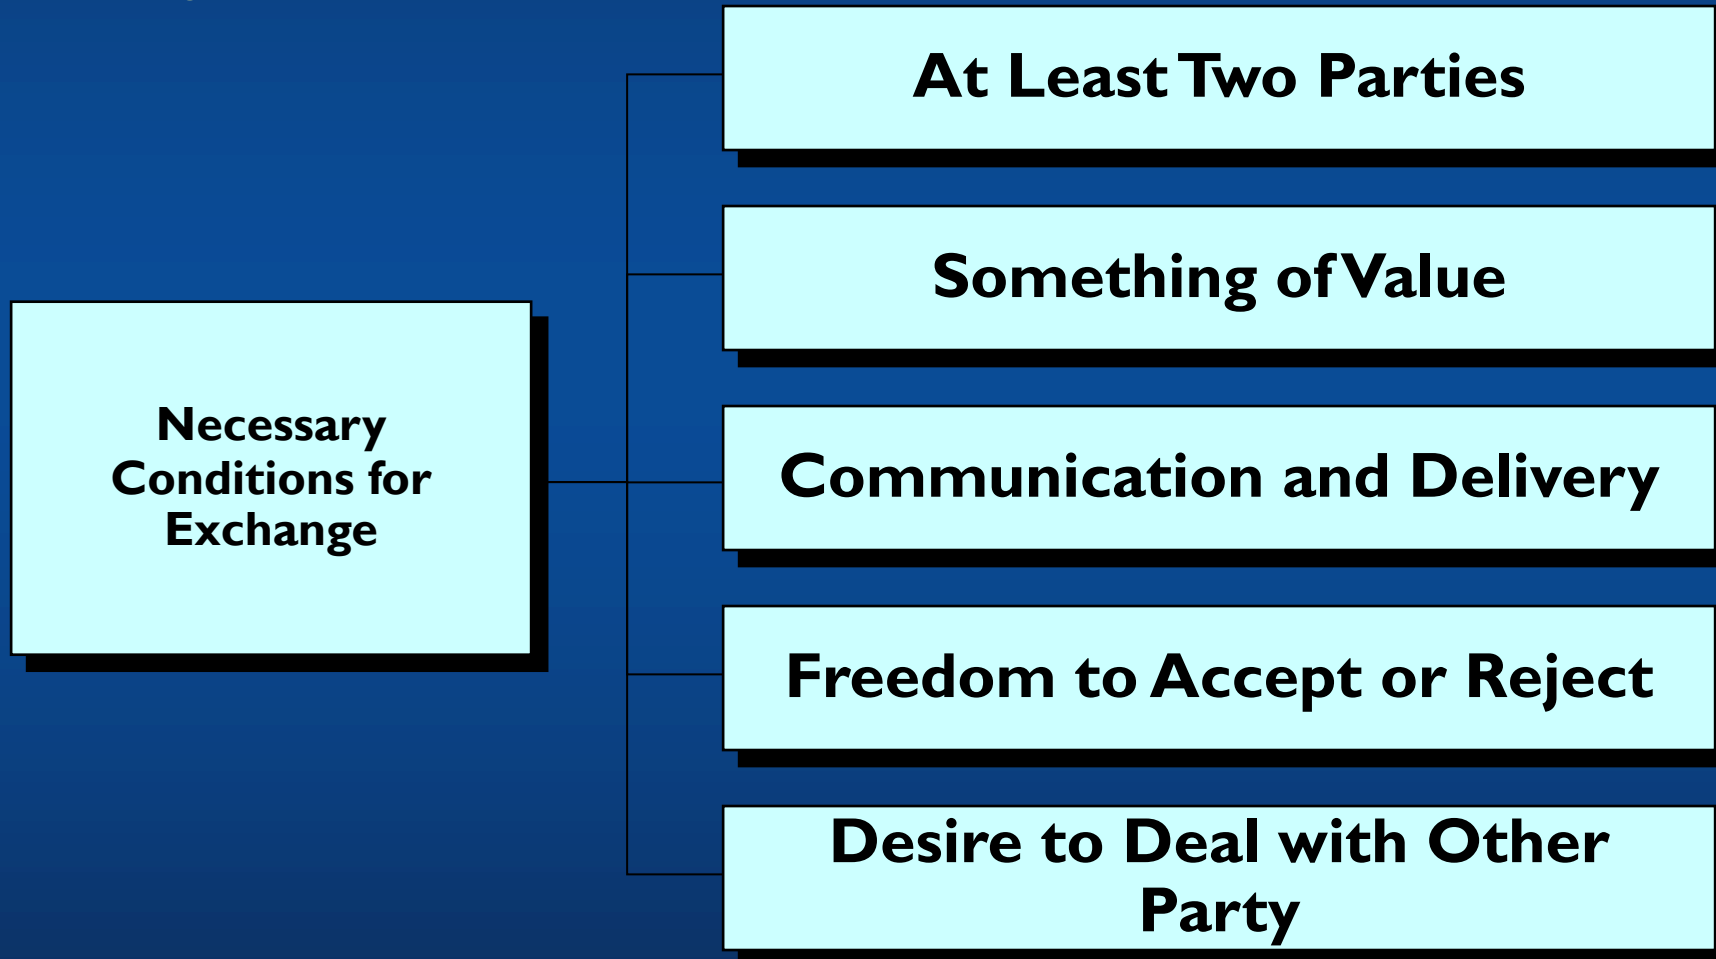 At Least Two Parties
Something of Value
Necessary
Conditions for
Exchange
Communication and Delivery
Freedom to Accept or Reject
Desire to Deal with Other
Party